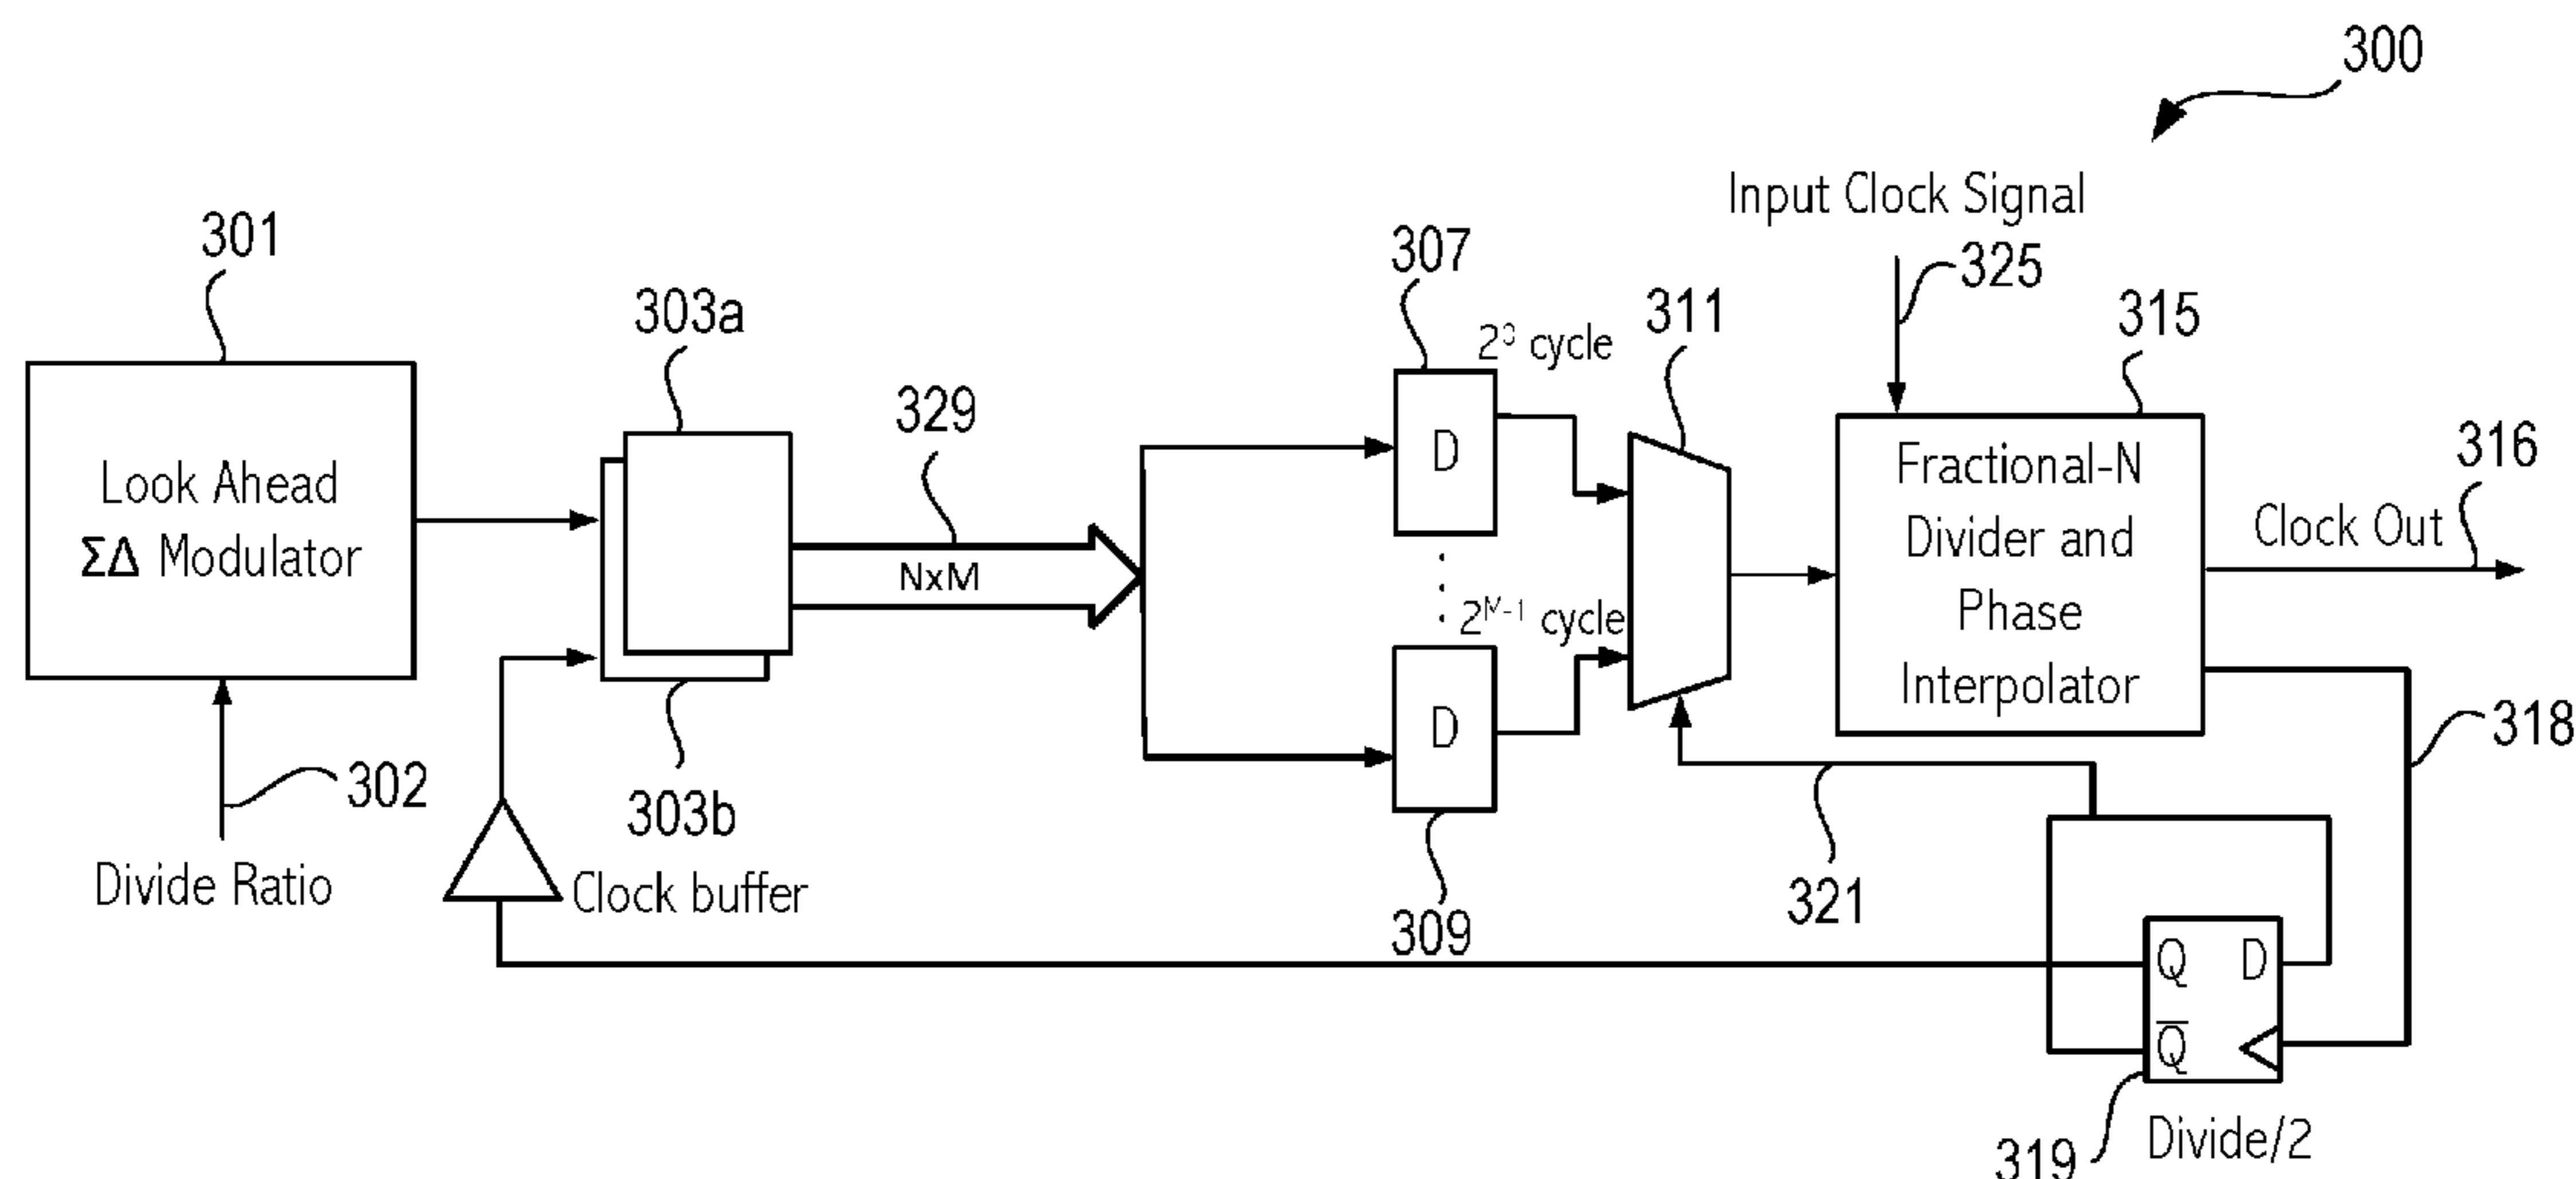 300
Input Clock Signal
325
301
303a
307
2⁰ cycle
311
315
329
316
Look Ahead
ΣΔ Modulator
D
Fractional-N
Divider and
Phase
Interpolator
Clock Out
NxM
2ᴹ⁻¹ cycle
318
302
303b
D
321
Divide Ratio
Clock buffer
309
Q D
Q̅
319
Divide/2